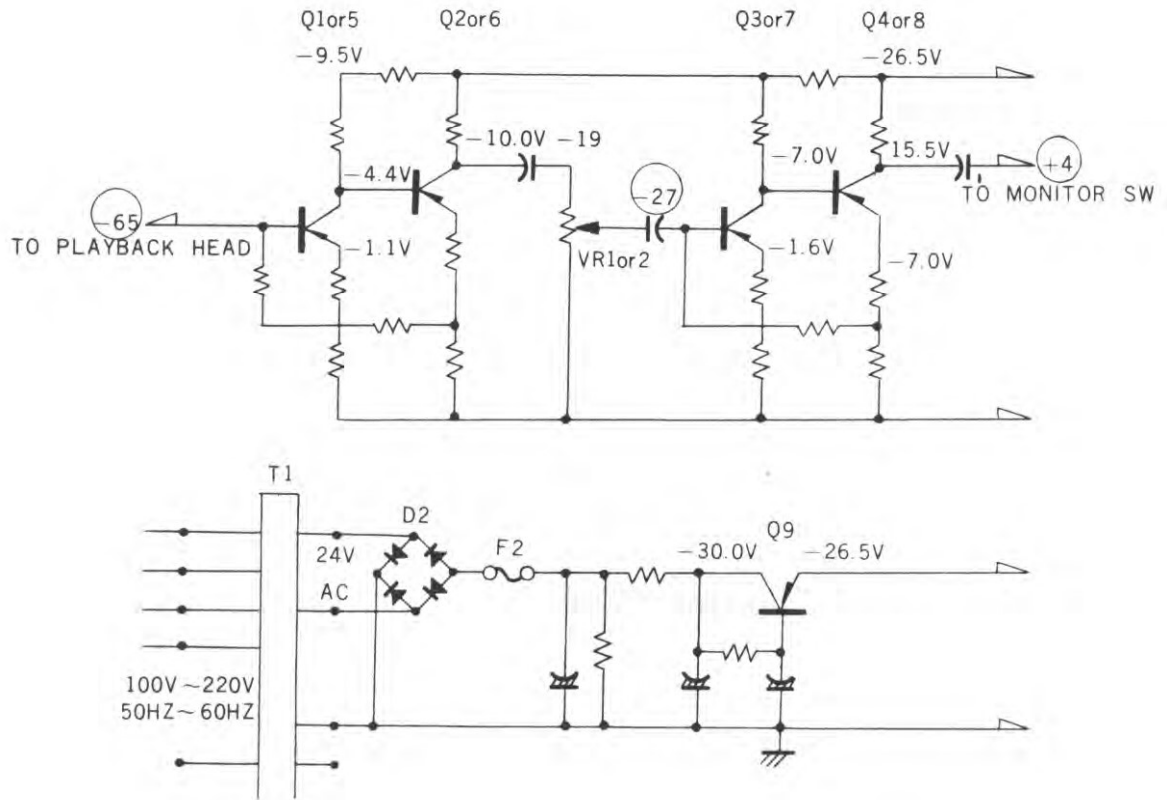 Q1or5 Q2or6 Q3or7 Q4or8
−9.5V −26.5V
−10.0V −19
−7.0V 15.5V +4
−4.4V
TO MONITOR SW
−27
−65
TO PLAYBACK HEAD
−1.1V VR1or2 −1.6V −7.0V
T1
D2 Q9
24V F2 −30.0V −26.5V
AC
100V~220V
50HZ~60HZ